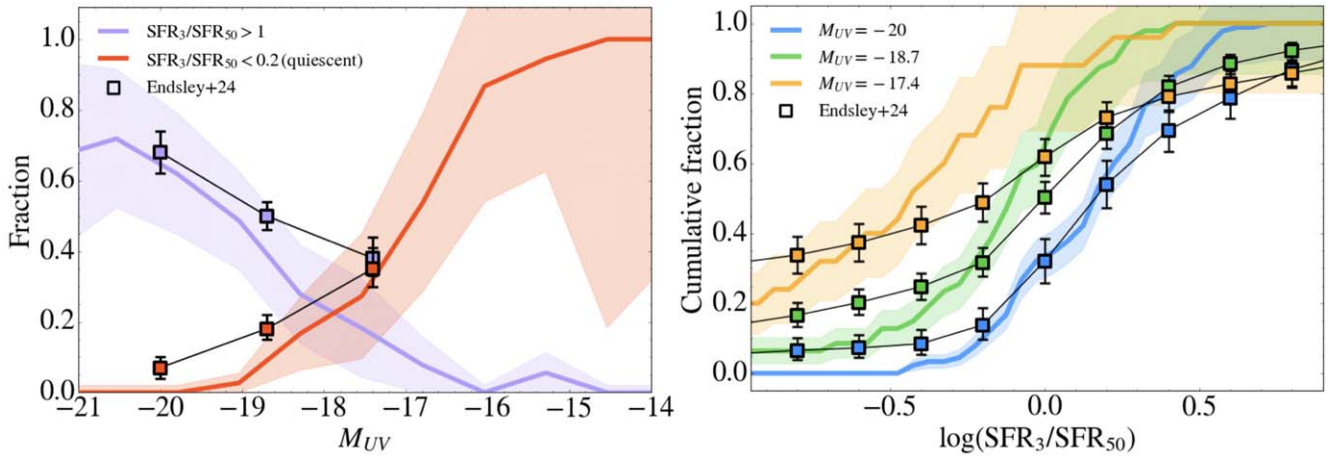 1.0
0.8
0.6
0.4
0.2
0.0
Fraction
SFR₃/SFR₅₀ > 1
SFR₃/SFR₅₀ < 0.2 (quiescent)
Endsley+24
−21 −20 −19 −18 −17 −16 −15 −14
M_UV
1.0
0.8
0.6
0.4
0.2
0.0
Cumulative fraction
M_UV = −20
M_UV = −18.7
M_UV = −17.4
Endsley+24
−0.5 0.0 0.5
log(SFR₃/SFR₅₀)